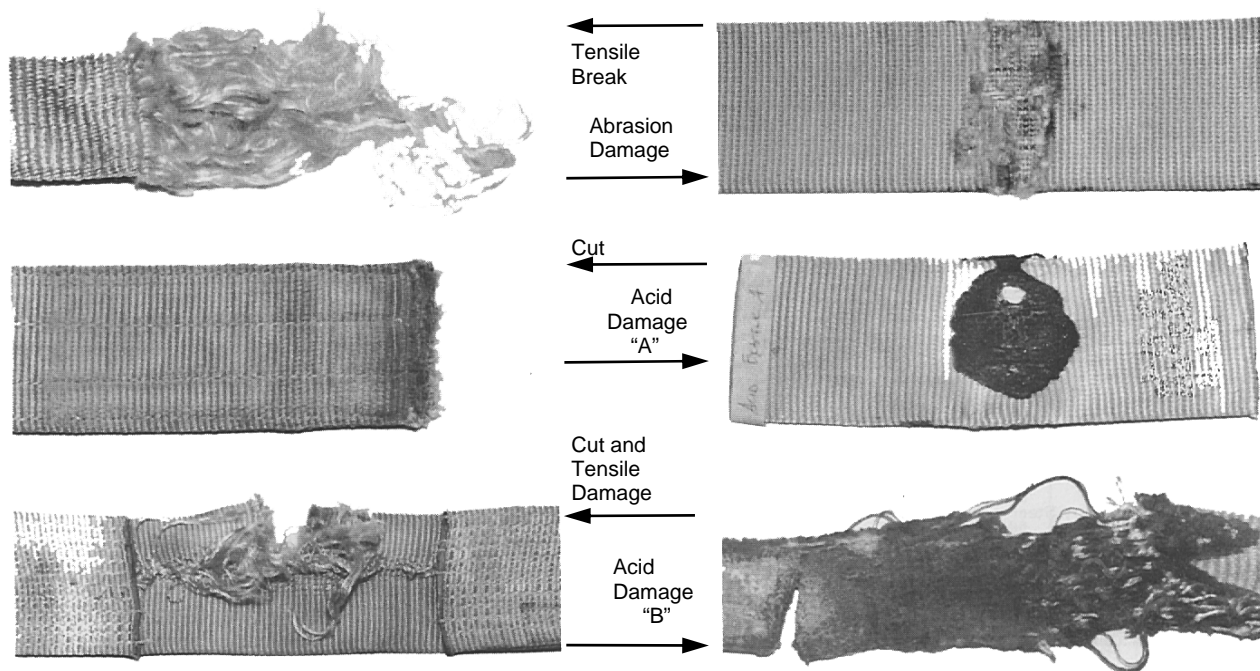 Tensile
Break
Abrasion
Damage
Cut
Acid
Damage
“A”
Cut and
Tensile
Damage
Acid
Damage
“B”